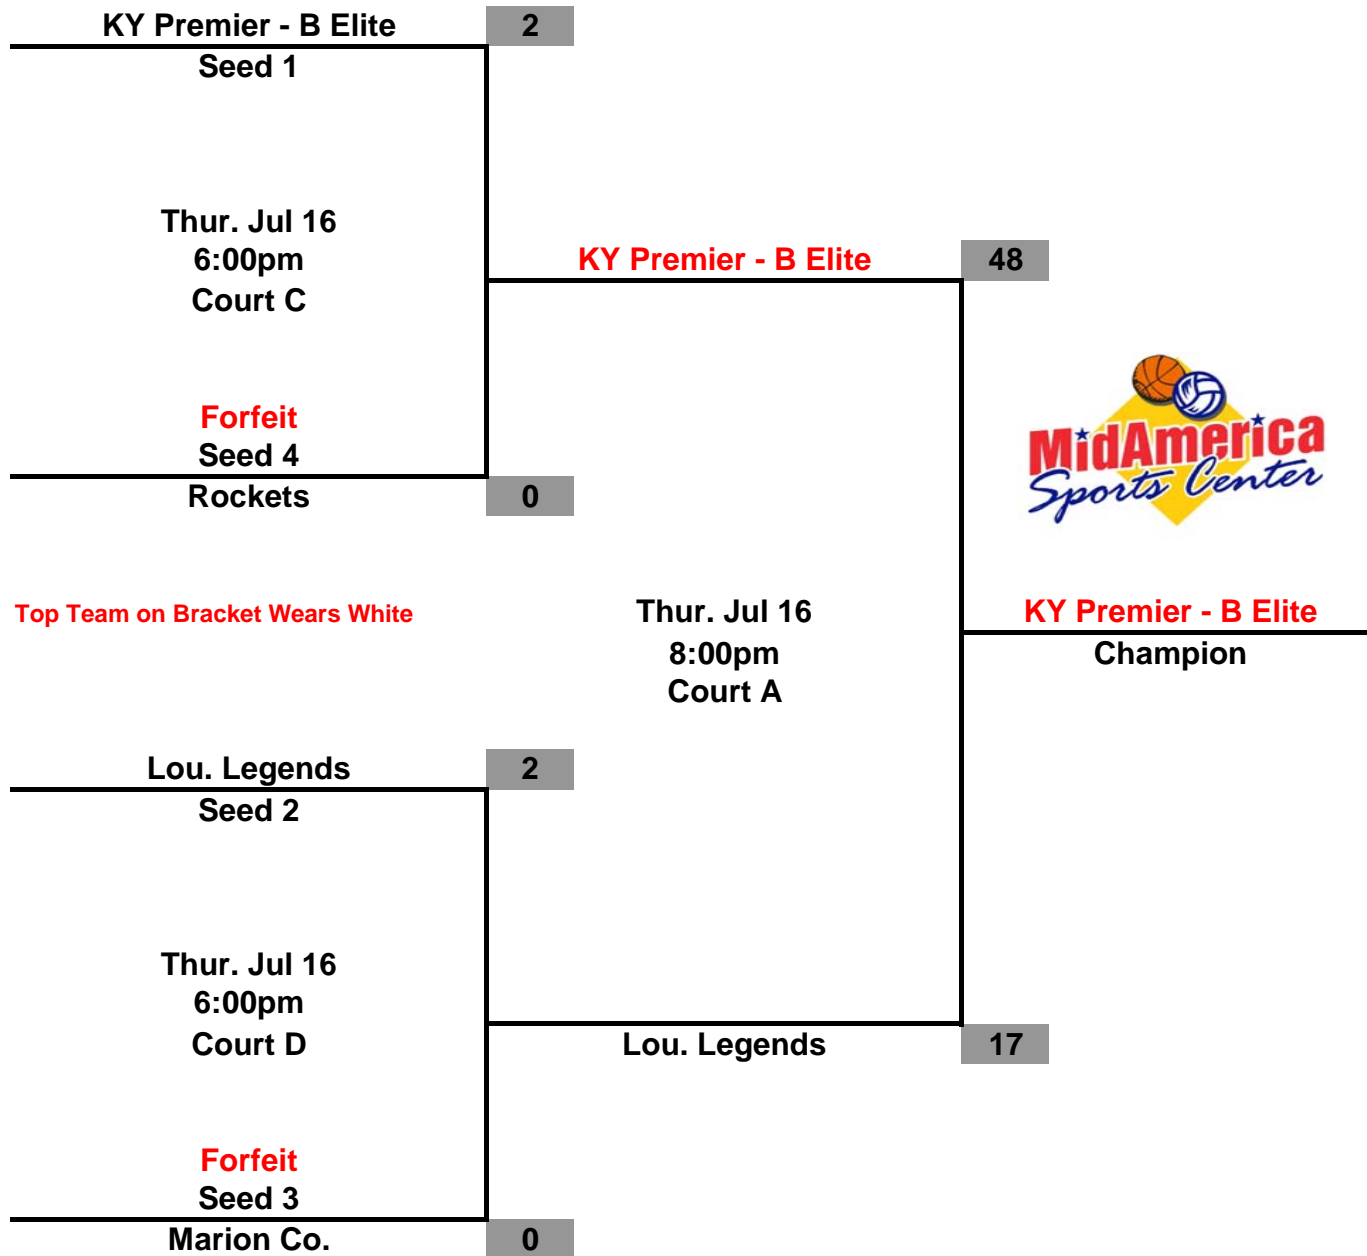 KY Premier - B Elite 2
Seed 1
Thur. Jul 16
6:00pm
Court C
KY Premier - B Elite 48
Forfeit
Seed 4
Rockets 0
MidAmerica
Sports Center
Top Team on Bracket Wears White
Thur. Jul 16
8:00pm
Court A
KY Premier - B Elite
Champion
Lou. Legends 2
Seed 2
Thur. Jul 16
6:00pm
Court D
Lou. Legends 17
Forfeit
Seed 3
Marion Co. 0